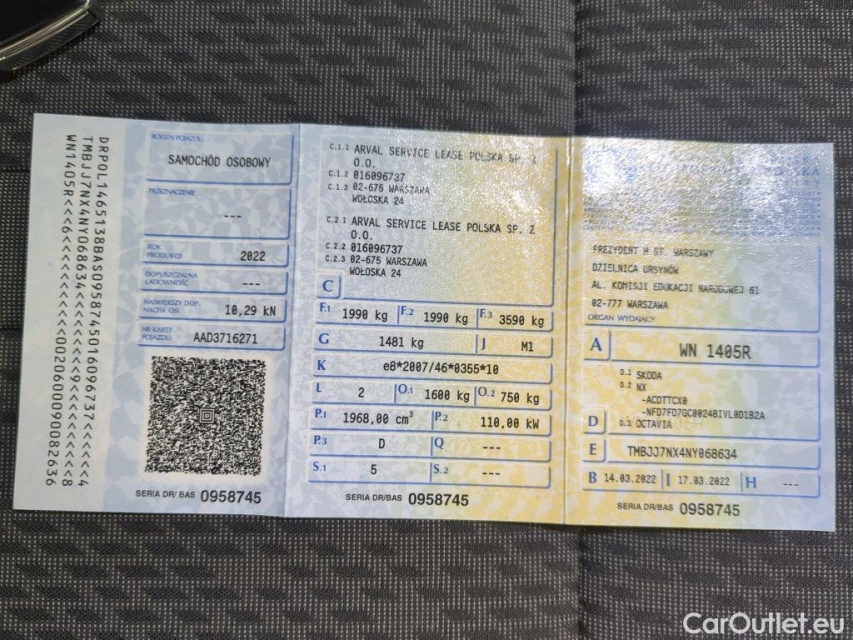 DRPOL1465138BAS0958745016096737<<<<<<4
TMBJJ7NX4NY068634<<<<<<<<<9<<<<<<<
WN1405R<<6<<<<<<<<<<<<
RODZAJ POJAZDU
SAMOCHÓD OSOBOWY
PRZEZNACZENIE
---
ROK
PRODUKCJI 2022
DOPUSZCZALNA
ŁADOWNOŚĆ ---
NAJWIĘKSZY DOP.
NACISK OSI 10,29 kN
NR KARTY
POJAZDU AAD3716271
SERIA DR/BAS 0958745
C.1.1 ARVAL SERVICE LEASE POLSKA SP. Z
O.O.
C.1.2 016096737
C.1.3 02-675 WARSZAWA
WOŁOSKA 24
C.2.1 ARVAL SERVICE LEASE POLSKA SP. Z
O.O.
C.2.2 016096737
C.2.3 02-675 WARSZAWA
WOŁOSKA 24
C
F.1 1990 kg F.2 1990 kg F.3 3590 kg
G 1481 kg J M1
K e8*2007/46*0355*10
L 2 O.1 1600 kg O.2 750 kg
P.1 1968,00 cm³ P.2 110,00 kW
P.3 D Q ---
S.1 5 S.2 ---
SERIA DR/BAS 0958745
PREZYDENT M ST. WARSZAWY
DZIELNICA URSYNÓW
AL. KOMISJI EDUKACJI NARODOWEJ 61
02-777 WARSZAWA
ORGAN WYDAJĄCY
A WN 1405R
D.1 SKODA
D.2 NX
-ACDTTCX0
-NFD7FD7GC0024BIVL0D1B2A
D D.3 OCTAVIA
E TMBJJ7NX4NY068634
B 14.03.2022 I 17.03.2022 H ---
SERIA DR/BAS 0958745
CarOutlet.eu